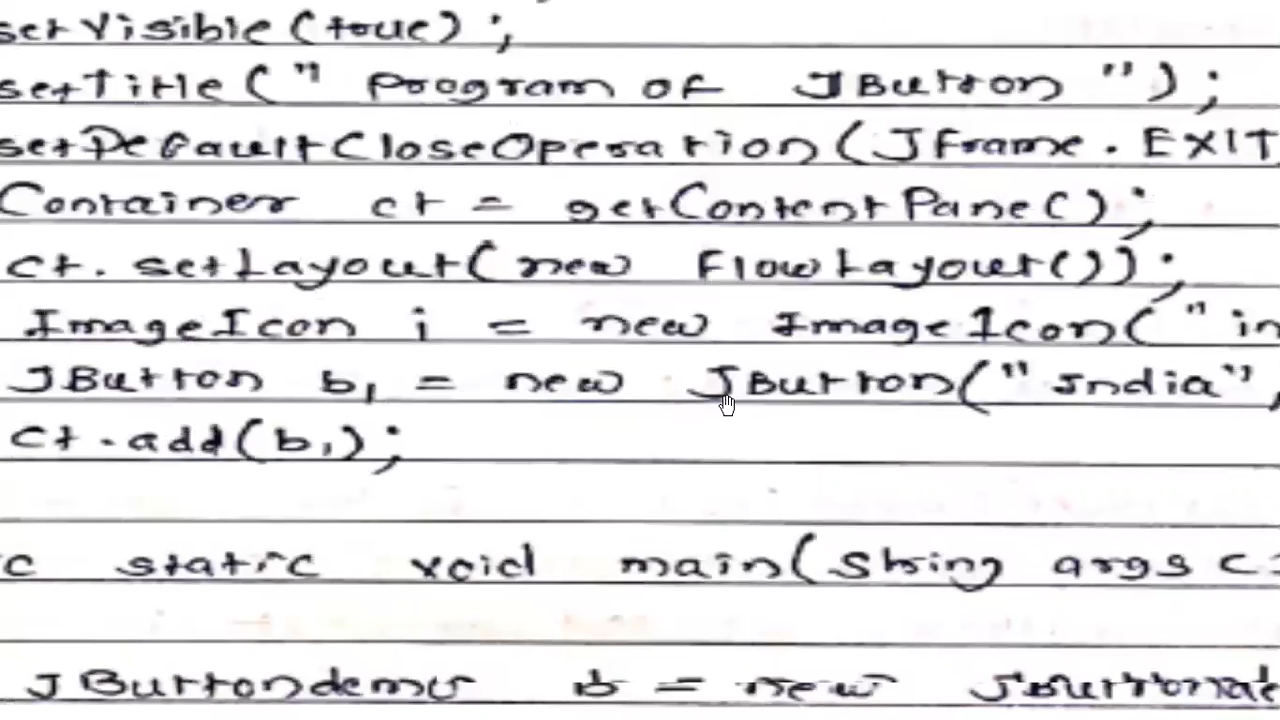 setVisible(true);
setTitle(" Program of JButton ");
setDefaultCloseOperation(JFrame.EXIT
Container ct = getContentPane();
ct.setLayout(new FlowLayout());
ImageIcon i = new ImageIcon("in
JButton b1 = new JButton("India",
ct.add(b1);
c static void main(String args
JButtondemo b = new